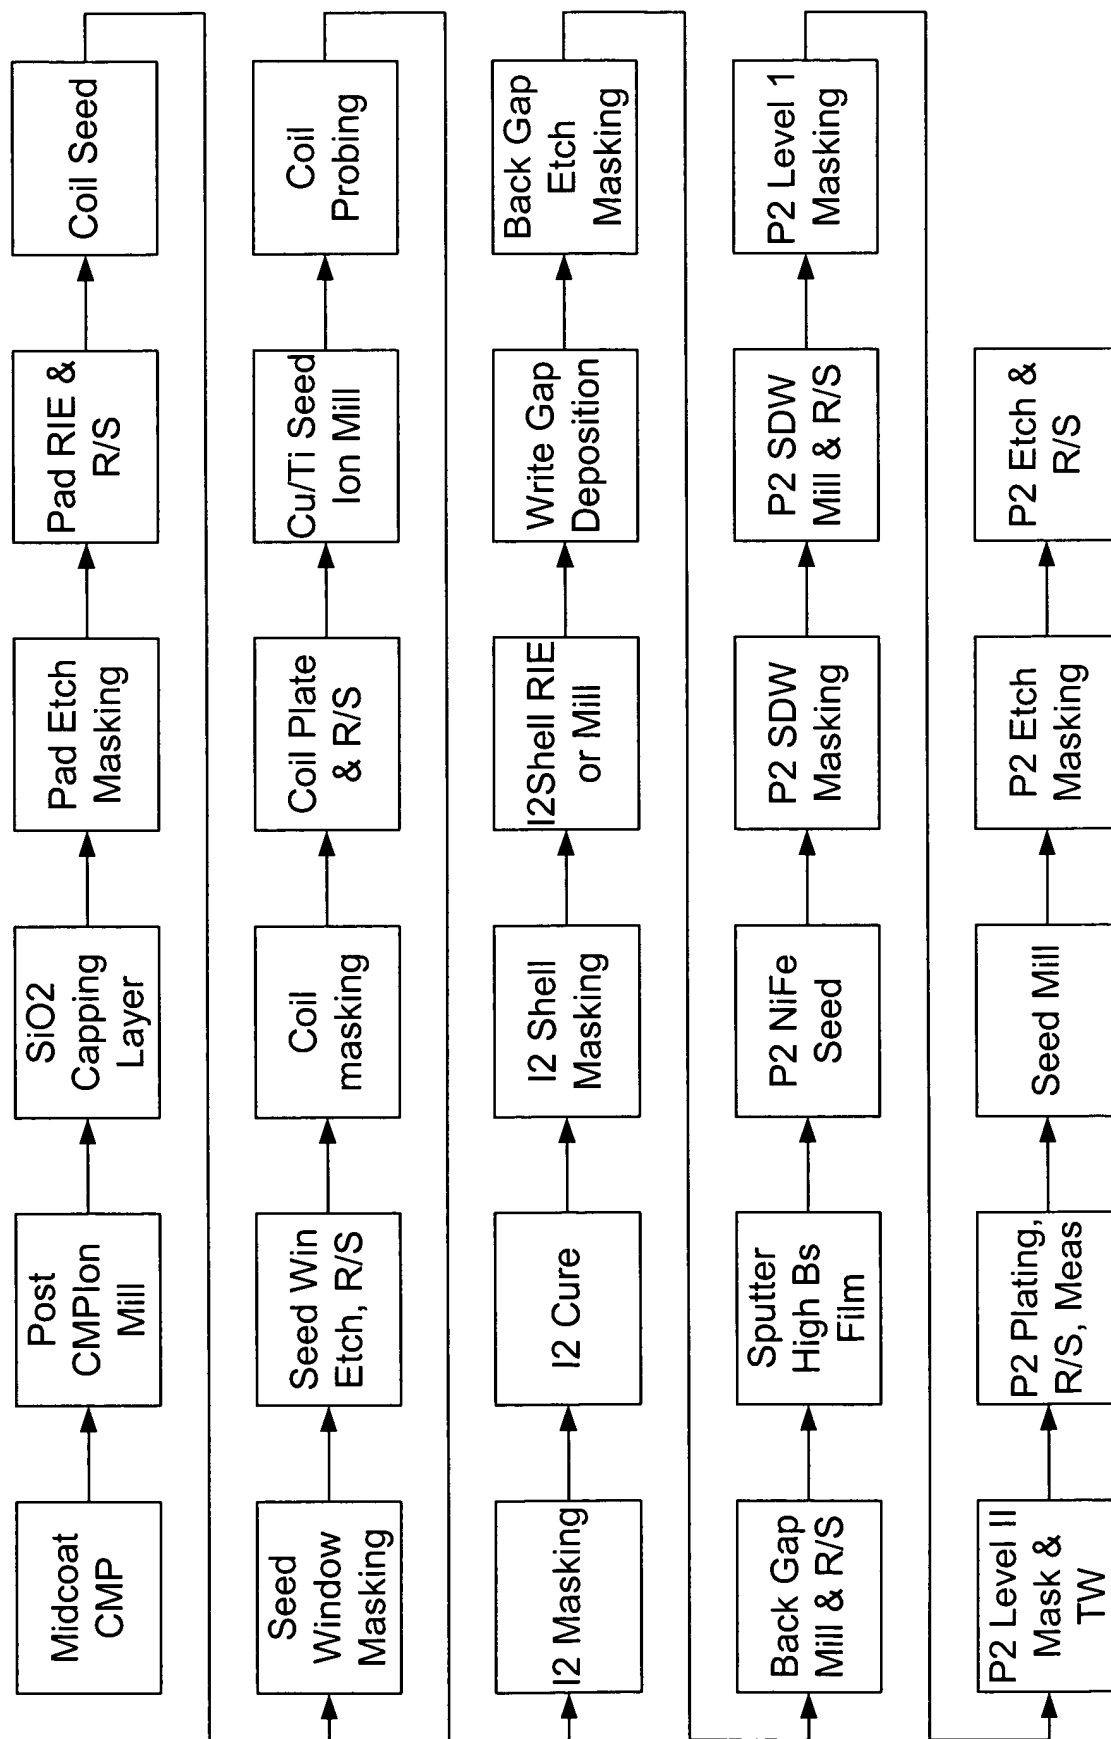 Midcoat
CMP
Post
CMPIon
Mill
SiO2
Capping
Layer
Pad Etch
Masking
Pad RIE &
R/S
Coil Seed
Seed
Window
Masking
Seed Win
Etch, R/S
Coil
masking
Coil Plate
& R/S
Cu/Ti Seed
Ion Mill
Coil
Probing
I2 Masking
I2 Cure
I2 Shell
Masking
I2Shell RIE
or Mill
Write Gap
Deposition
Back Gap
Etch
Masking
Back Gap
Mill & R/S
Sputter
High Bs
Film
P2 NiFe
Seed
P2 SDW
Masking
P2 SDW
Mill & R/S
P2 Level 1
Masking
P2 Level II
Mask &
TW
P2 Plating,
R/S, Meas
Seed Mill
P2 Etch
Masking
P2 Etch &
R/S